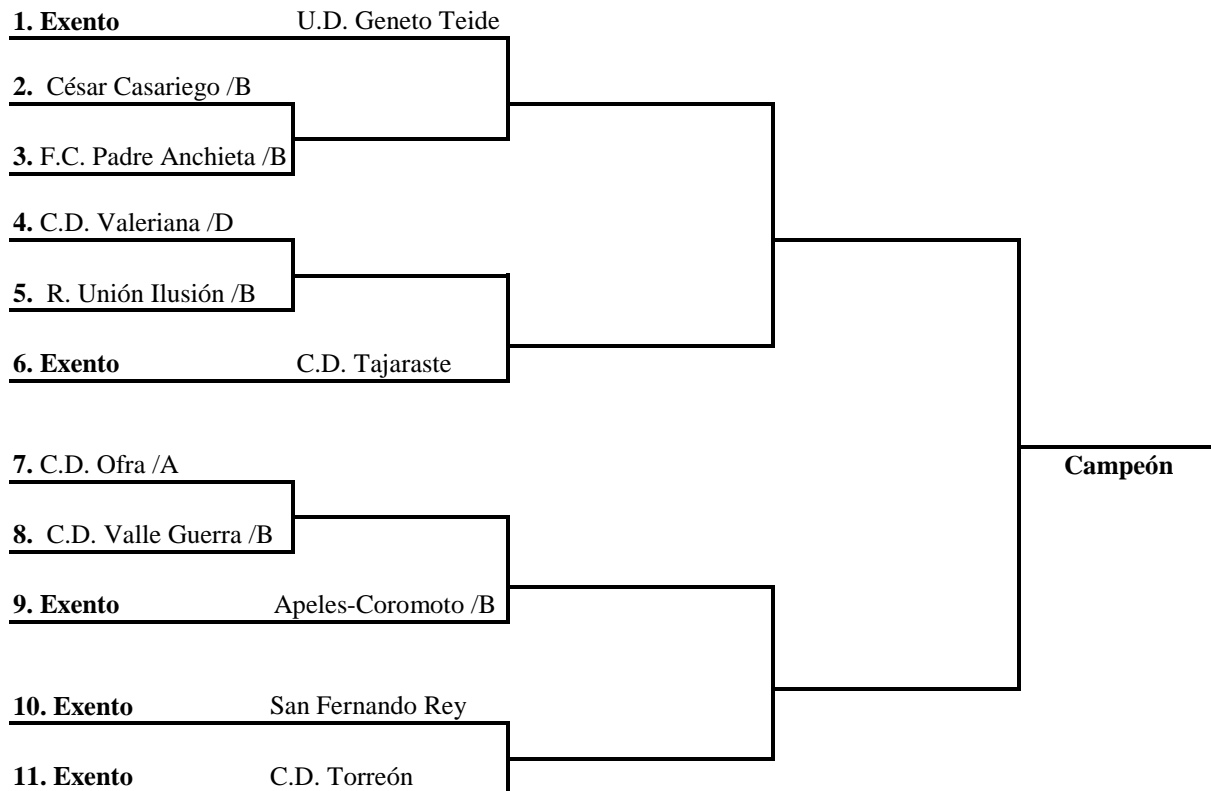 1. Exento U.D. Geneto Teide
2. César Casariego /B
3. F.C. Padre Anchieta /B
4. C.D. Valeriana /D
5. R. Unión Ilusión /B
6. Exento C.D. Tajaraste
7. C.D. Ofra /A
Campeón
8. C.D. Valle Guerra /B
9. Exento Apeles-Coromoto /B
10. Exento San Fernando Rey
11. Exento C.D. Torreón